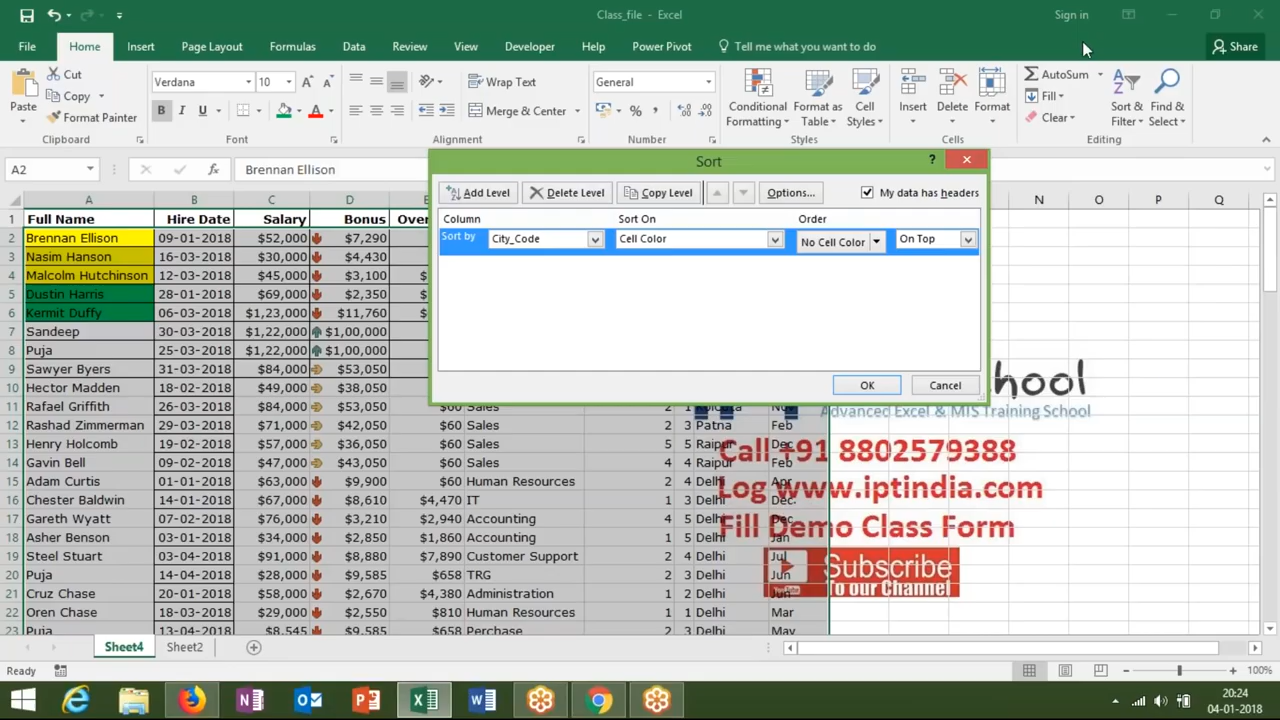 Class_file - Excel
Sign in
File Home Insert Page Layout Formulas Data Review View Developer Help Power Pivot Tell me what you want to do Share
Paste
Cut
Copy
Format Painter
Clipboard
Verdana 10
B I U
Font
Wrap Text
Merge & Center
Alignment
General
% ,
Number
Conditional Formatting
Format as Table
Cell Styles
Styles
Insert Delete Format
Cells
AutoSum
Fill
Clear
Sort & Filter
Find & Select
Editing
A2
fx
Brennan Ellison
Sort
?
Add Level Delete Level Copy Level Options... My data has headers
Column Sort On Order
Sort by City_Code Cell Color No Cell Color On Top
OK Cancel
A B C D N O P Q
1 Full Name Hire Date Salary Bonus
2 Brennan Ellison 09-01-2018 $52,000 $7,290
3 Nasim Hanson 16-03-2018 $30,000 $4,430
4 Malcolm Hutchinson 12-03-2018 $45,000 $3,100
5 Dustin Harris 28-01-2018 $69,000 $2,350
6 Kermit Duffy 06-03-2018 $1,23,000 $11,760
7 Sandeep 30-03-2018 $1,22,000 $1,00,000
8 Puja 25-03-2018 $1,22,000 $1,00,000
9 Sawyer Byers 31-03-2018 $84,000 $53,050
10 Hector Madden 18-02-2018 $49,000 $38,050
11 Rafael Griffith 26-03-2018 $84,000 $53,050 $60 Sales 2 1 Kolcuta Nov
12 Rashad Zimmerman 29-03-2018 $71,000 $42,050 $60 Sales 2 3 Patna Feb
13 Henry Holcomb 19-02-2018 $57,000 $36,050 $60 Sales 5 5 Raipur Dec
14 Gavin Bell 09-02-2018 $47,000 $43,050 $60 Sales 4 4 Raipur Feb
15 Adam Curtis 01-01-2018 $63,000 $9,900 $60 Human Resources 2 4 Delhi Apr
16 Chester Baldwin 14-01-2018 $67,000 $8,610 $4,470 IT 1 3 Delhi Dec
17 Gareth Wyatt 07-02-2018 $76,000 $3,210 $2,940 Accounting 4 5 Delhi Dec
18 Asher Benson 03-01-2018 $34,000 $2,850 $1,860 Accounting 1 5 Delhi Jan
19 Steel Stuart 03-04-2018 $91,000 $8,880 $7,890 Customer Support 2 4 Delhi Jul
20 Puja 14-04-2018 $28,000 $9,585 $658 TRG 2 3 Delhi Jun
21 Cruz Chase 20-01-2018 $58,000 $2,670 $4,380 Administration 1 2 Delhi Jun
22 Oren Chase 18-03-2018 $29,000 $2,550 $810 Human Resources 1 1 Delhi Mar
23 Puja 13-04-2018 $8,545 $9,585 $658 Perchase 2 3 Delhi May
Advanced Excel & MIS Training School
Call +91 8802579388
Log www.iptindia.com
Fill Demo Class Form
Subscribe
To our Channel
Sheet4 Sheet2
Ready
100%
20:24
04-01-2018